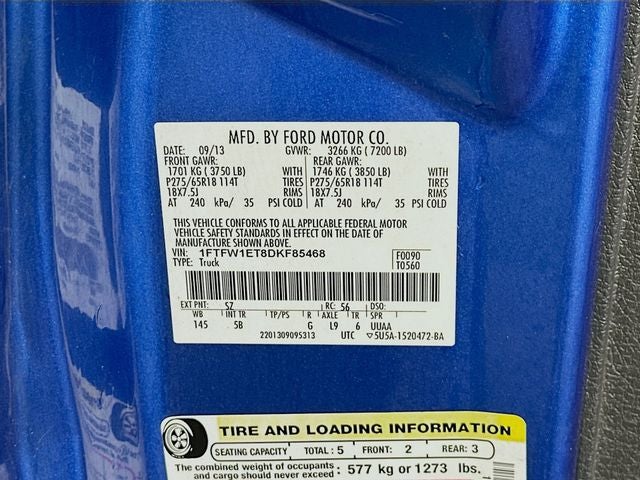 MFD. BY FORD MOTOR CO.
DATE: 09/13 GVWR: 3266 KG ( 7200 LB)
FRONT GAWR: REAR GAWR:
1701 KG ( 3750 LB) WITH 1746 KG ( 3850 LB) WITH
P275/65R18 114T TIRES P275/65R18 114T TIRES
18X7.5J RIMS 18X7.5J RIMS
AT 240 kPa/ 35 PSI COLD AT 240 kPa/ 35 PSI COLD
THIS VEHICLE CONFORMS TO ALL APPLICABLE FEDERAL MOTOR
VEHICLE SAFETY STANDARDS IN EFFECT ON THE DATE OF
MANUFACTURE SHOWN ABOVE.
VIN: 1FTFW1ET8DKF85468 F0090
TYPE: Truck T0560
EXT PNT: SZ RC: 56 DSO:
WB INT TR TP/PS R AXLE TR SPR
145 5B G L9 6 UUAA
2201309095313 UTC ▽5U5A-1520472-BA
TIRE AND LOADING INFORMATION
SEATING CAPACITY TOTAL: 5 FRONT: 2 REAR: 3
The combined weight of occupants
and cargo should never exceed: 577 kg or 1273 lbs.